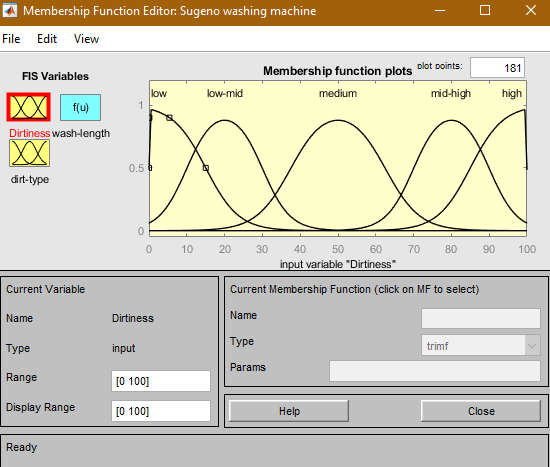 Membership Function Editor: Sugeno washing machine
File Edit View
FIS Variables
f(u)
Dirtiness wash-length
dirt-type
Membership function plots plot points: 181
low low-mid medium mid-high high
1
0.5
0
0 10 20 30 40 50 60 70 80 90 100
input variable "Dirtiness"
Current Variable
Name Dirtiness
Type input
Range [0 100]
Display Range [0 100]
Current Membership Function (click on MF to select)
Name
Type trimf
Params
Help Close
Ready